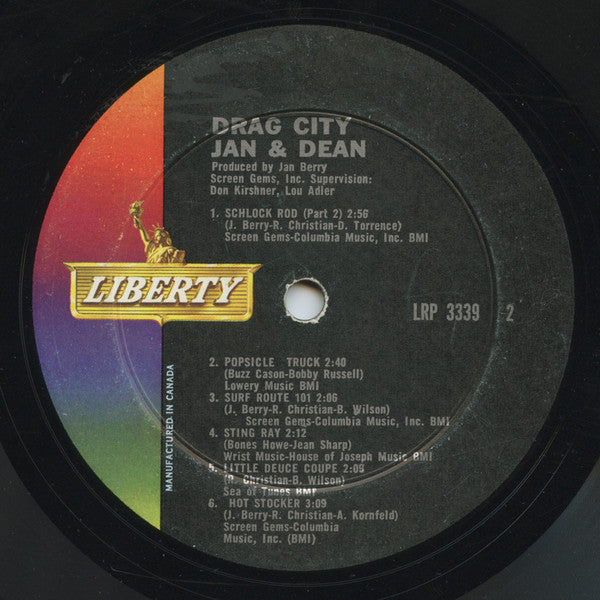 DRAG CITY
JAN & DEAN
Produced by Jan Berry
Screen Gems, Inc. Supervision:
Don Kirshner, Lou Adler
1. SCHLOCK ROD (Part 2) 2:56
(J. Berry-R. Christian-D. Torrence)
Screen Gems-Columbia Music, Inc. BMI
LIBERTY
LRP 3339 2
2. POPSICLE TRUCK 2:40
(Buzz Cason-Bobby Russell)
Lowery Music BMI
3. SURF ROUTE 101 2:06
(J. Berry-R. Christian-B. Wilson)
Screen Gems-Columbia Music, Inc. BMI
4. STING RAY 2:12
(Bones Howe-Jean Sharp)
Wrist Music-House of Joseph Music BMI
5. LITTLE DEUCE COUPE 2:09
(R. Christian-B. Wilson)
Sea of Tunes BMI
6. HOT STOCKER 3:09
(J. Berry-R. Christian-A. Kornfeld)
Screen Gems-Columbia
Music, Inc. (BMI)
MANUFACTURED IN CANADA